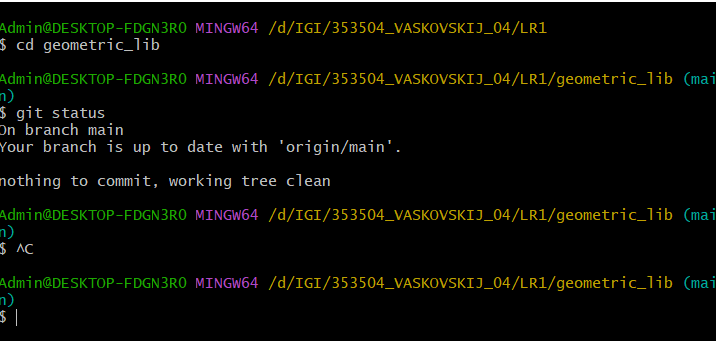 Admin@DESKTOP-FDGN3R0 MINGW64 /d/IGI/353504_VASKOVSKIJ_04/LR1
$ cd geometric_lib
Admin@DESKTOP-FDGN3R0 MINGW64 /d/IGI/353504_VASKOVSKIJ_04/LR1/geometric_lib (mai
n)
$ git status
On branch main
Your branch is up to date with 'origin/main'.
nothing to commit, working tree clean
Admin@DESKTOP-FDGN3R0 MINGW64 /d/IGI/353504_VASKOVSKIJ_04/LR1/geometric_lib (mai
n)
$ ^C
Admin@DESKTOP-FDGN3R0 MINGW64 /d/IGI/353504_VASKOVSKIJ_04/LR1/geometric_lib (mai
n)
$